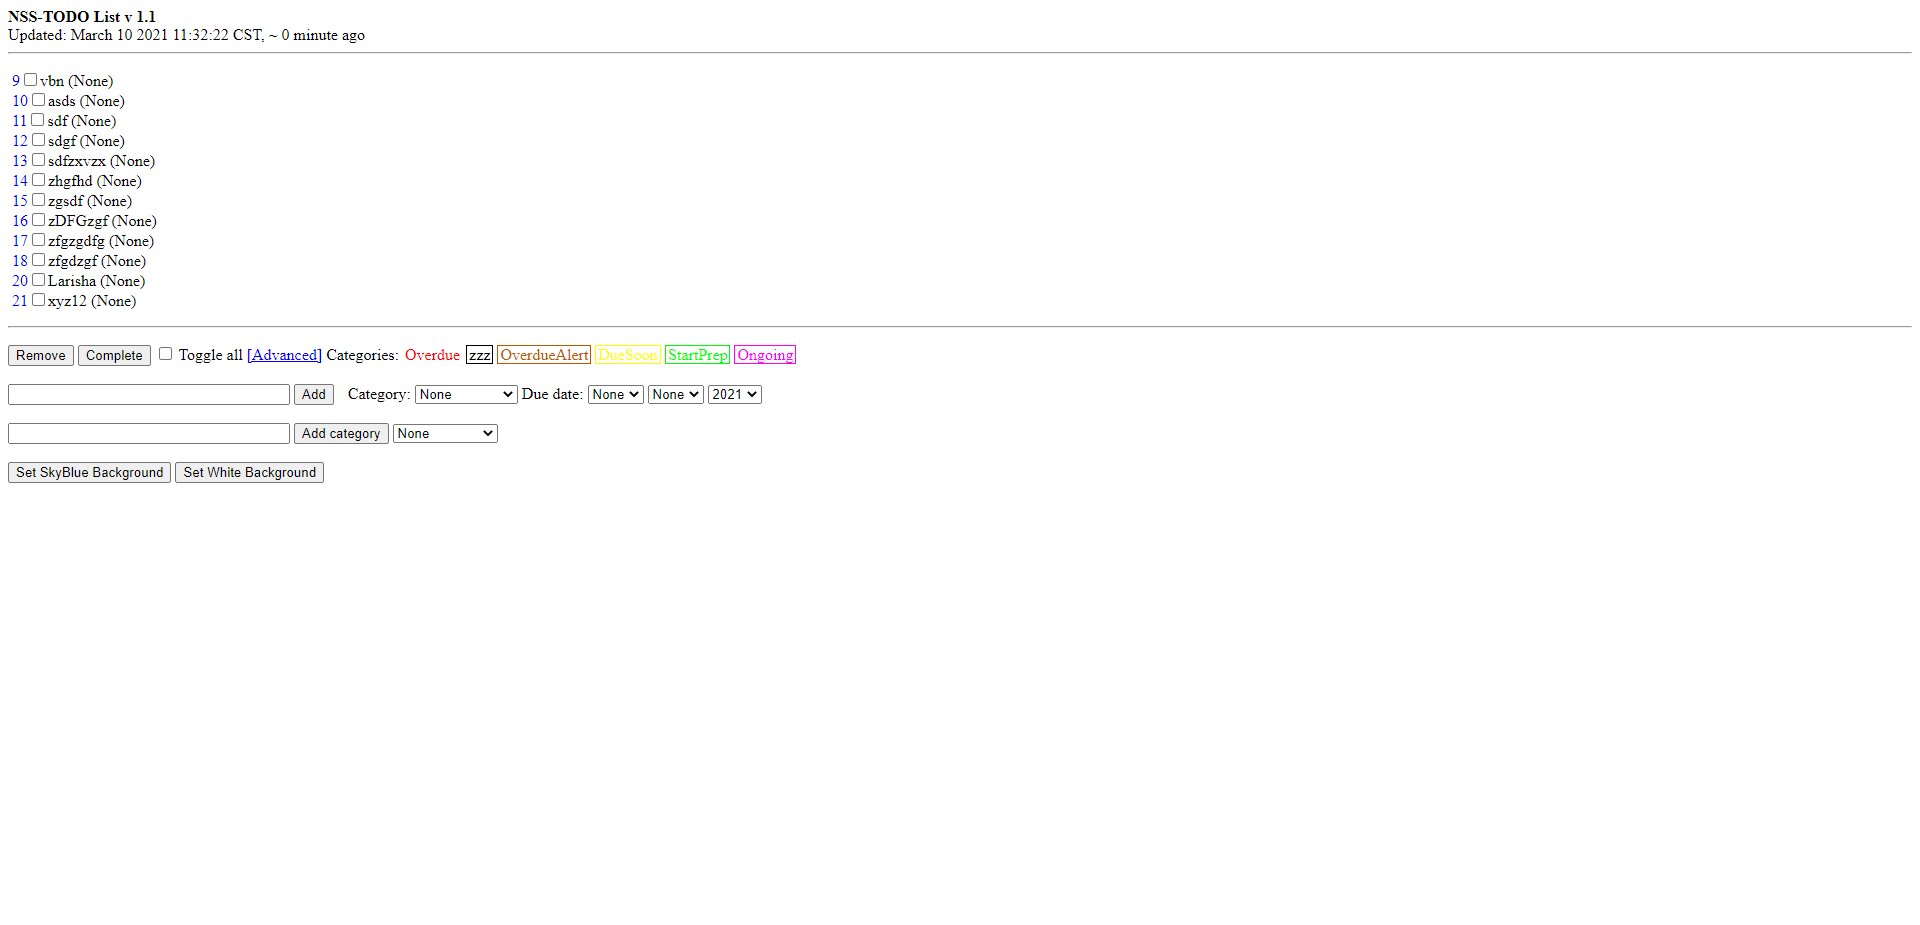 NSS-TODO List v 1.1
Updated: March 10 2021 11:32:22 CST, ~ 0 minute ago
9 vbn (None)
10 asds (None)
11 sdf (None)
12 sdgf (None)
13 sdfzxvzx (None)
14 zhgfhd (None)
15 zgsdf (None)
16 zDFGzgf (None)
17 zfgzgdfg (None)
18 zfgdzgf (None)
20 Larisha (None)
21 xyz12 (None)
Remove Complete Toggle all [Advanced] Categories: Overdue zzz OverdueAlert DueSoon StartPrep Ongoing
Add Category: None Due date: None None 2021
Add category None
Set SkyBlue Background Set White Background